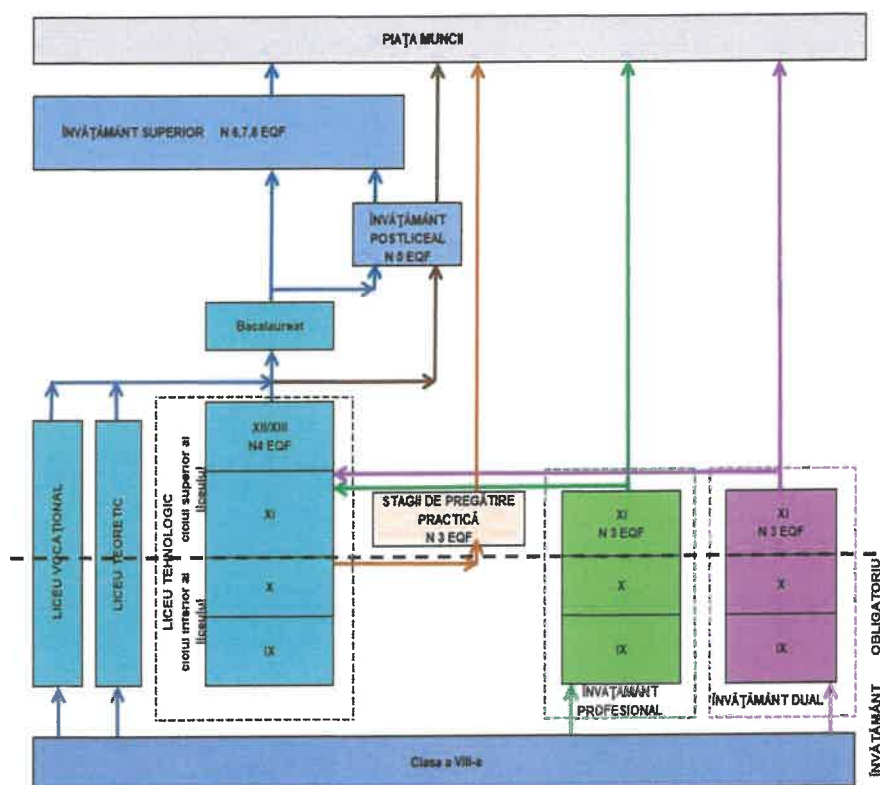 PIAȚA MUNCII
ÎNVĂȚĂMÂNT SUPERIOR N 6,7,8 EQF
ÎNVĂȚĂMÂNT
POSTLICEAL
N 5 EQF
Bacalaureat
LICEU VOCAȚIONAL
LICEU TEORETIC
LICEU TEHNOLOGIC
ciclul superior al
liceului
ciclul inferior al
liceului
XII/XIII
N4 EQF
XI
X
IX
STAGII DE PREGĂTIRE
PRACTICĂ
N 3 EQF
XI
N 3 EQF
X
IX
ÎNVĂȚĂMÂNT
PROFESIONAL
XI
N 3 EQF
X
IX
ÎNVĂȚĂMÂNT DUAL
ÎNVĂȚĂMÂNT OBLIGATORIU
Clasa a VIII-a